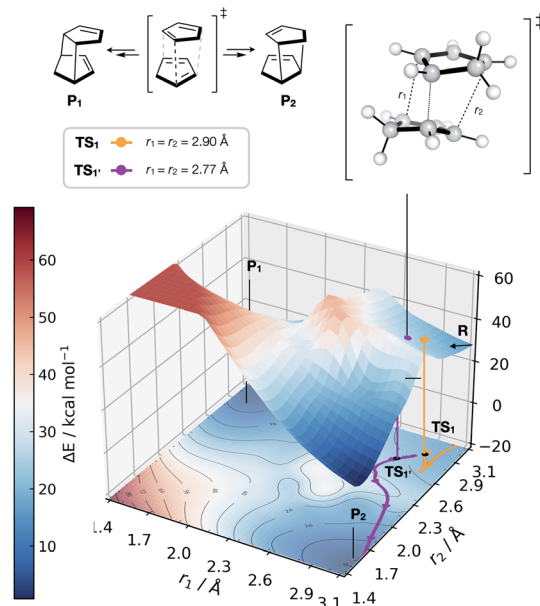 ‡
‡
P1
P2
r1
r2
TS1 r1 = r2 = 2.90 Å
TS1' r1 = r2 = 2.77 Å
P1
R
TS1
TS1'
P2
ΔE / kcal mol−1
60
50
40
30
20
10
60
40
20
0
−20
1.4
1.7
2.0
2.3
2.6
2.9
3.1
r1 / Å
1.4
1.7
2.0
2.3
2.6
2.9
3.1
r2 / Å